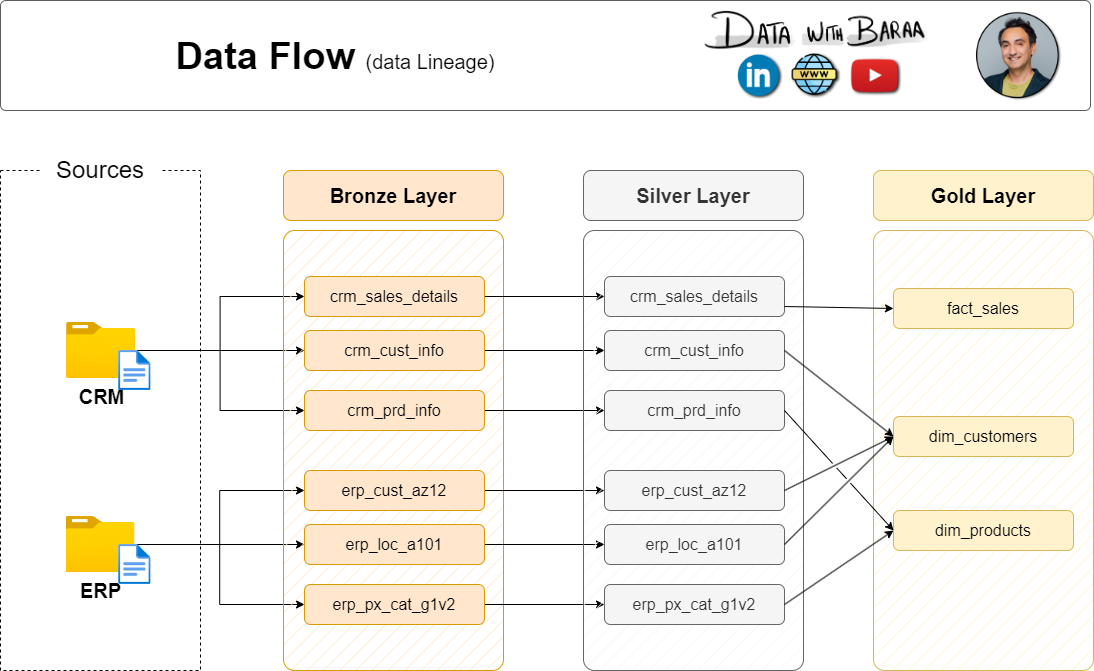 Data Flow (data Lineage)
DATA WITH BARAA
in
WWW
Sources
Bronze Layer
Silver Layer
Gold Layer
crm_sales_details
crm_sales_details
fact_sales
crm_cust_info
crm_cust_info
CRM
crm_prd_info
crm_prd_info
dim_customers
erp_cust_az12
erp_cust_az12
dim_products
erp_loc_a101
erp_loc_a101
ERP
erp_px_cat_g1v2
erp_px_cat_g1v2